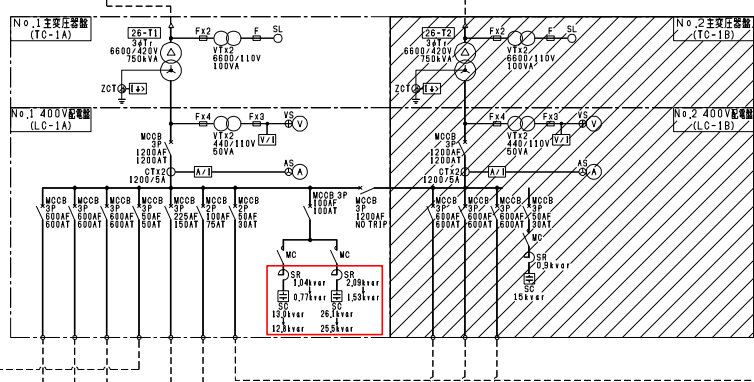 No.1主変圧器盤
(TC-1A)
26-T1
3φTr
6600/420V
750kVA
ZCT
I↓>
Fx2
F
SL
VTx2
6600/110V
100VA
No.2主変圧器盤
(TC-1B)
26-T2
3φTr
6600/420V
750kVA
ZCT
I↓>
Fx2
F
SL
VTx2
6600/110V
100VA
No.1 400V配電盤
(LC-1A)
Fx4
Fx3
VS
V
V/I
VTx2
440/110V
50VA
MCCB
3P
1200AF
1200AT
CTx2
1200/5A
A/I
AS
A
No.2 400V配電盤
(LC-1B)
Fx4
Fx3
VS
V
V/I
VTx2
440/110V
50VA
MCCB
3P
1200AF
1200AT
CTx2
1200/5A
A/I
AS
A
MCCB
3P
600AF
600AT
MCCB
3P
600AF
600AT
MCCB
3P
600AF
600AT
MCCB
3P
50AF
50AT
MCCB
3P
225AF
150AT
MCCB
2P
100AF
75AT
MCCB
2P
50AF
30AT
MCCB 3P
100AF
100AT
MCCB
3P
1200AF
NO TRIP
MCCB
3P
600AF
600AT
MCCB
3P
600AF
600AT
MCCB
3P
600AF
600AT
MCCB
3P
50AF
30AT
MC
MC
MC
SR
1.04kvar
↓
0.77kvar
SC
13.0kvar
↓
12.8kvar
SR
2.09kvar
↓
1.53kvar
SC
26.1kvar
↓
25.5kvar
SR
0.9kvar
SC
15kvar